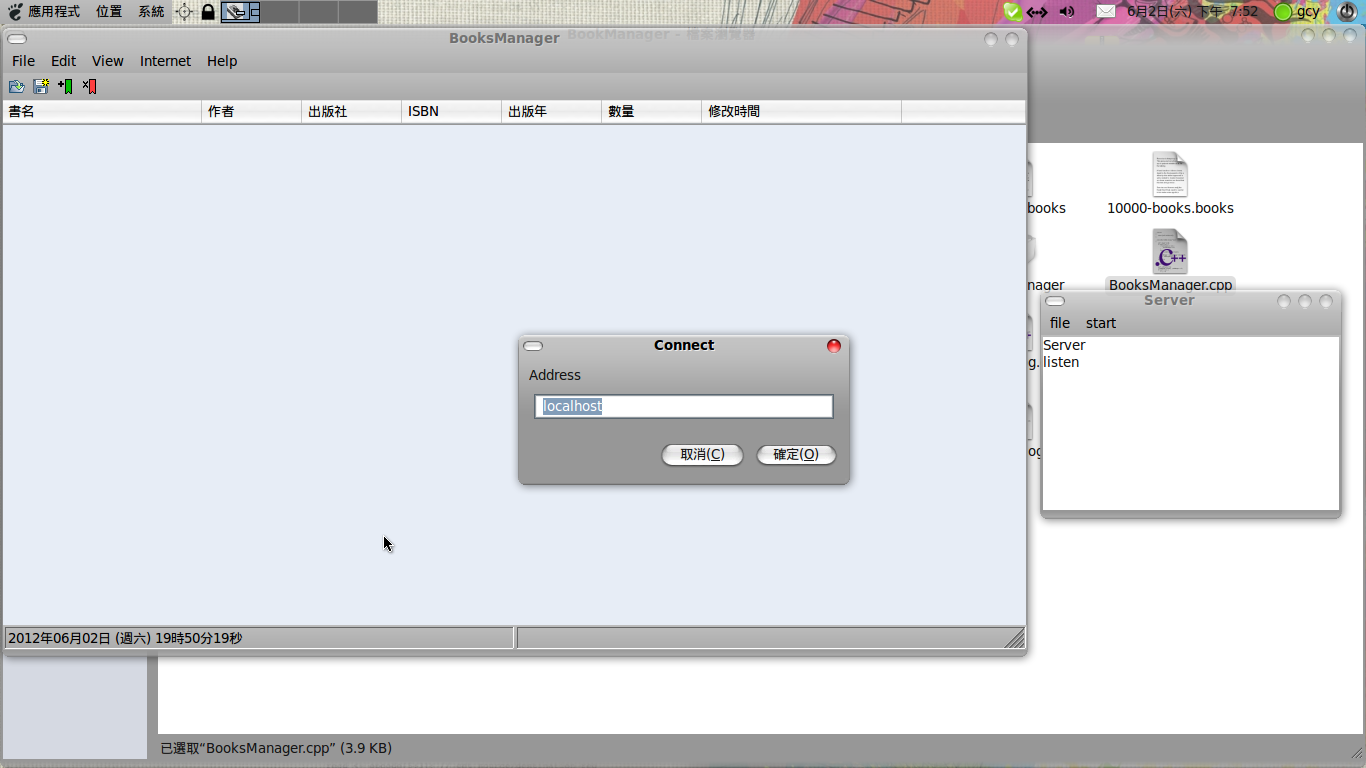 應用程式 位置 系統 6月2日(六) 下午 7:52 gcy
BooksManager BookManager - 檔案瀏覽器
File Edit View Internet Help
書名 作者 出版社 ISBN 出版年 數量 修改時間
books 10000-books.books
.C++
nager BooksManager.cpp
Server
file start
Server
listen
Connect
Address
localhost
取消(C) 確定(O)
g.
og
2012年06月02日 (週六) 19時50分19秒
已選取“BooksManager.cpp” (3.9 KB)